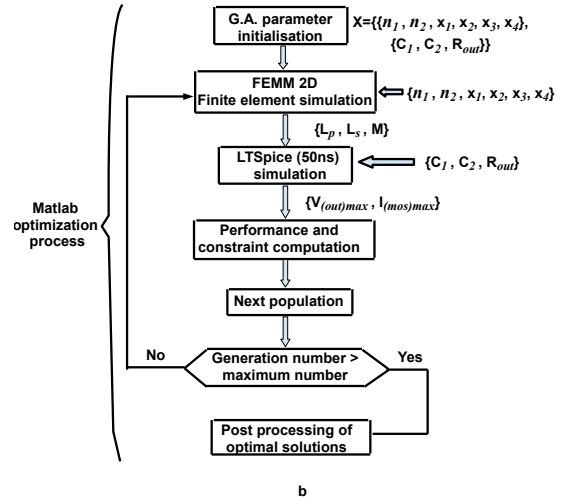 G.A. parameter
initialisation
X={{n1 , n2 , x1, x2, x3, x4},
{C1 , C2 , Rout}}
FEMM 2D
Finite element simulation
{n1 , n2 , x1, x2, x3, x4}
{Lp , Ls , M}
LTSpice (50ns)
simulation
{C1 , C2 , Rout}
{V(out)max , I(mos)max}
Matlab
optimization
process
Performance and
constraint computation
Next population
No
Generation number >
maximum number
Yes
Post processing of
optimal solutions
b